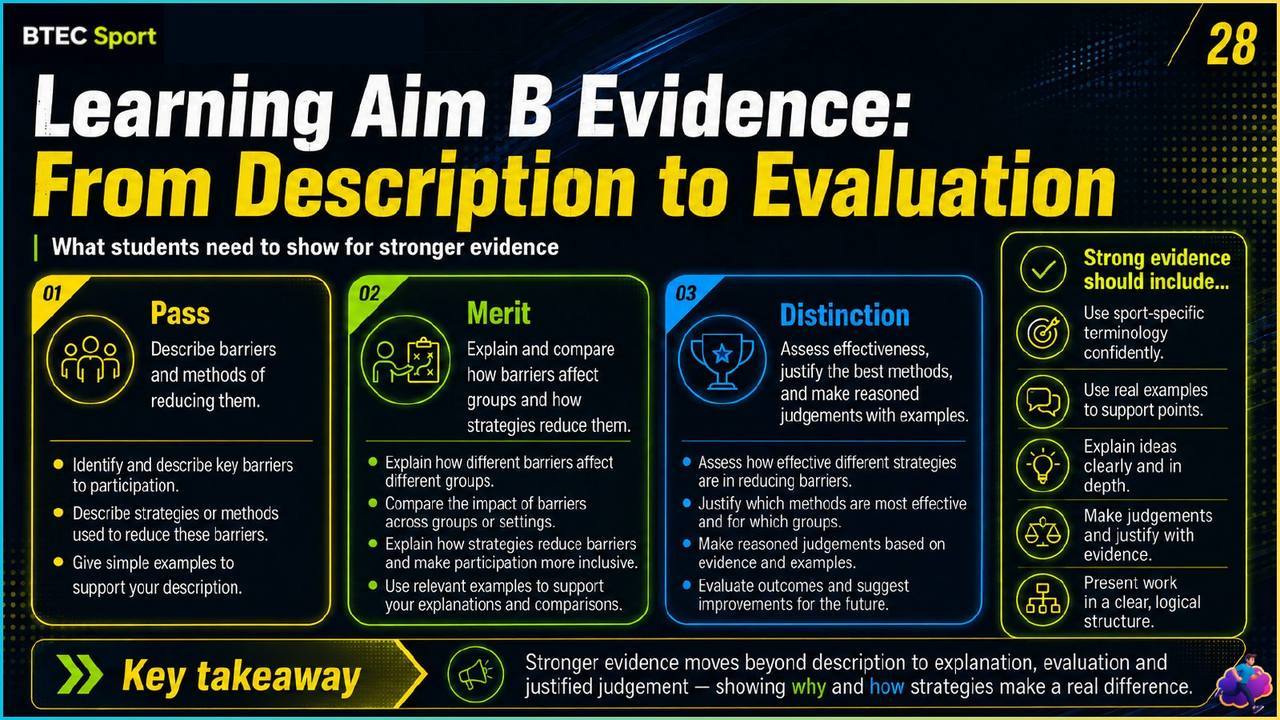 BTEC Sport
28
Learning Aim B Evidence:
From Description to Evaluation
What students need to show for stronger evidence
01
Pass
Describe barriers
and methods of
reducing them.
Identify and describe key barriers
to participation.
Describe strategies or methods
used to reduce these barriers.
Give simple examples to
support your description.
02
Merit
Explain and compare
how barriers affect
groups and how
strategies reduce them.
Explain how different barriers affect
different groups.
Compare the impact of barriers
across groups or settings.
Explain how strategies reduce barriers
and make participation more inclusive.
Use relevant examples to support
your explanations and comparisons.
03
Distinction
Assess effectiveness,
justify the best methods,
and make reasoned
judgements with examples.
Assess how effective different strategies
are in reducing barriers.
Justify which methods are most effective
and for which groups.
Make reasoned judgements based on
evidence and examples.
Evaluate outcomes and suggest
improvements for the future.
Strong evidence
should include...
Use sport-specific
terminology
confidently.
Use real examples
to support points.
Explain ideas
clearly and in
depth.
Make judgements
and justify with
evidence.
Present work
in a clear, logical
structure.
Key takeaway
Stronger evidence moves beyond description to explanation, evaluation and
justified judgement — showing why and how strategies make a real difference.